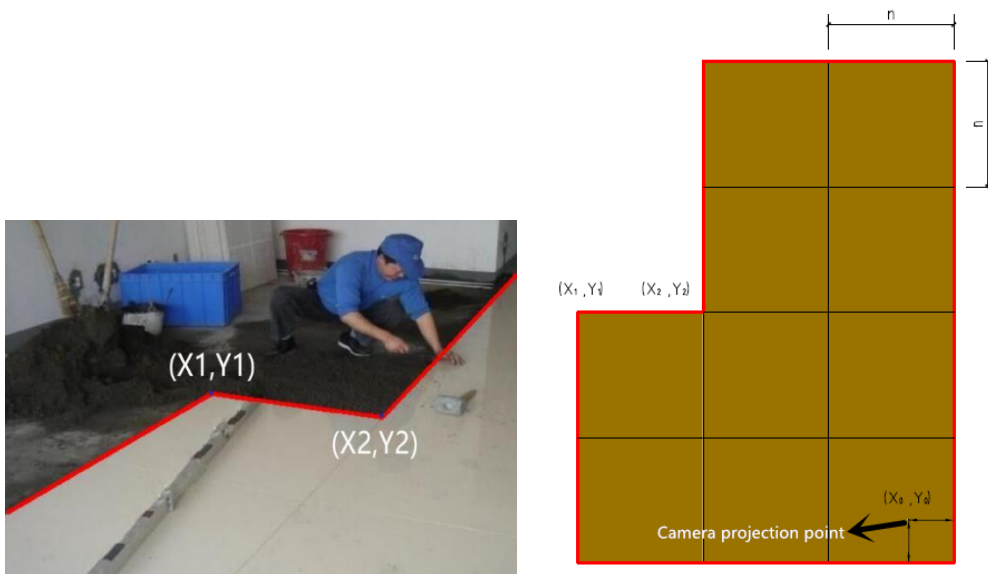 (X1,Y1)
(X2,Y2)
n
n
(X₁ ,Y₁)
(X₂ ,Y₂)
(X₀ ,Y₀)
Camera projection point